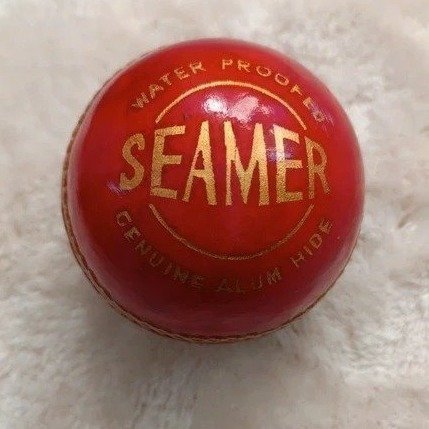 WATER PROOFED
SEAMER
GENUINE ALUM HIDE